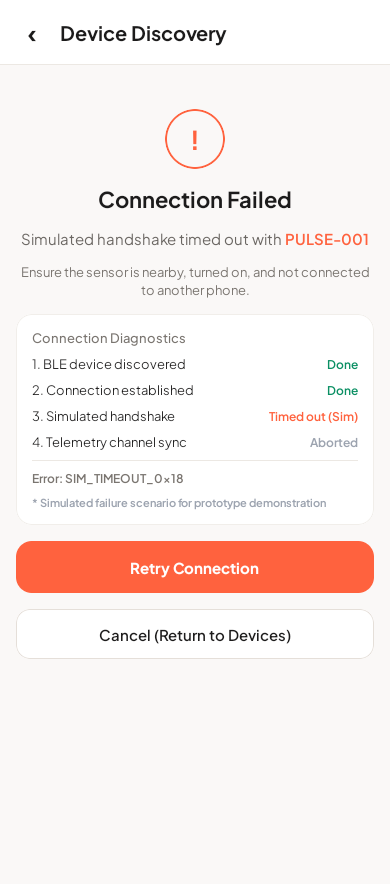 ‹ Device Discovery
!
Connection Failed
Simulated handshake timed out with PULSE-001
Ensure the sensor is nearby, turned on, and not connected
to another phone.
Connection Diagnostics
1. BLE device discovered Done
2. Connection established Done
3. Simulated handshake Timed out (Sim)
4. Telemetry channel sync Aborted
Error: SIM_TIMEOUT_0x18
* Simulated failure scenario for prototype demonstration
Retry Connection
Cancel (Return to Devices)